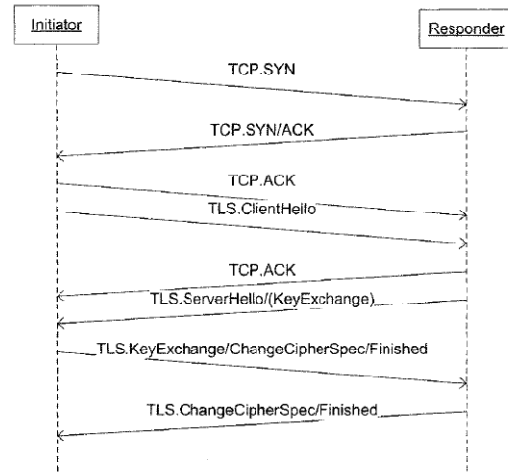 Initiator
Responder
TCP.SYN
TCP.SYN/ACK
TCP.ACK
TLS.ClientHello
TCP.ACK
TLS.ServerHello/(KeyExchange)
TLS.KeyExchange/ChangeCipherSpec/Finished
TLS.ChangeCipherSpec/Finished